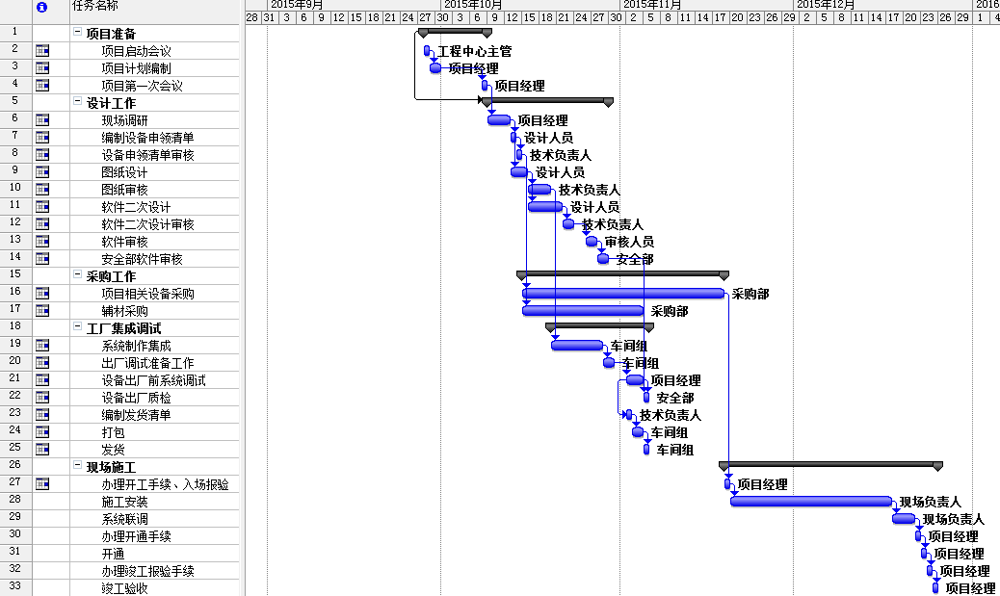 任务名称
2015年9月 2015年10月 2015年11月 2015年12月 2016
28 31 3 6 9 12 15 18 21 24 27 30 3 6 9 12 15 18 21 24 27 30 2 5 8 11 14 17 20 23 26 29 2 5 8 11 14 17 20 23 26 29 1 4
1 项目准备
2 项目启动会议 工程中心主管
3 项目计划编制 项目经理
4 项目第一次会议 项目经理
5 设计工作
6 现场调研 项目经理
7 编制设备申领清单 设计人员
8 设备申领清单审核 技术负责人
9 图纸设计 设计人员
10 图纸审核 技术负责人
11 软件二次设计 设计人员
12 软件二次设计审核 技术负责人
13 软件审核 审核人员
14 安全部软件审核 安全部
15 采购工作
16 项目相关设备采购 采购部
17 辅材采购 采购部
18 工厂集成调试
19 系统制作集成 车间组
20 出厂调试准备工作 车间组
21 设备出厂前系统调试 项目经理
22 设备出厂质检 安全部
23 编制发货清单 技术负责人
24 打包 车间组
25 发货 车间组
26 现场施工
27 办理开工手续、入场报验 项目经理
28 施工安装 现场负责人
29 系统联调 现场负责人
30 办理开通手续 项目经理
31 开通 项目经理
32 办理竣工报验手续 项目经理
33 竣工验收 项目经理